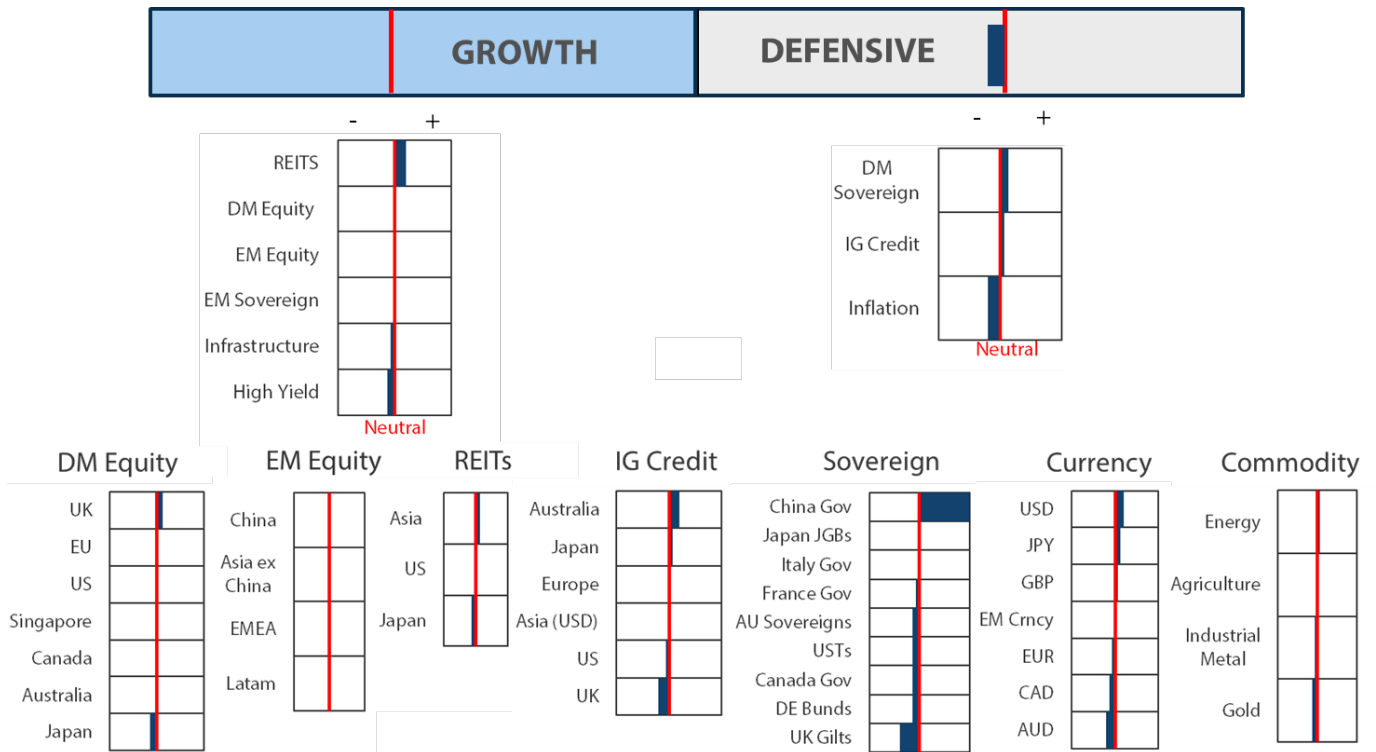 GROWTH
DEFENSIVE
- +
REITS
DM Equity
EM Equity
EM Sovereign
Infrastructure
High Yield
Neutral
- +
DM
Sovereign
IG Credit
Inflation
Neutral
DM Equity
UK
EU
US
Singapore
Canada
Australia
Japan
EM Equity
China
Asia ex
China
EMEA
Latam
REITs
Asia
US
Japan
IG Credit
Australia
Japan
Europe
Asia (USD)
US
UK
Sovereign
China Gov
Japan JGBs
Italy Gov
France Gov
AU Sovereigns
USTs
Canada Gov
DE Bunds
UK Gilts
Currency
USD
JPY
GBP
EM Crncy
EUR
CAD
AUD
Commodity
Energy
Agriculture
Industrial
Metal
Gold